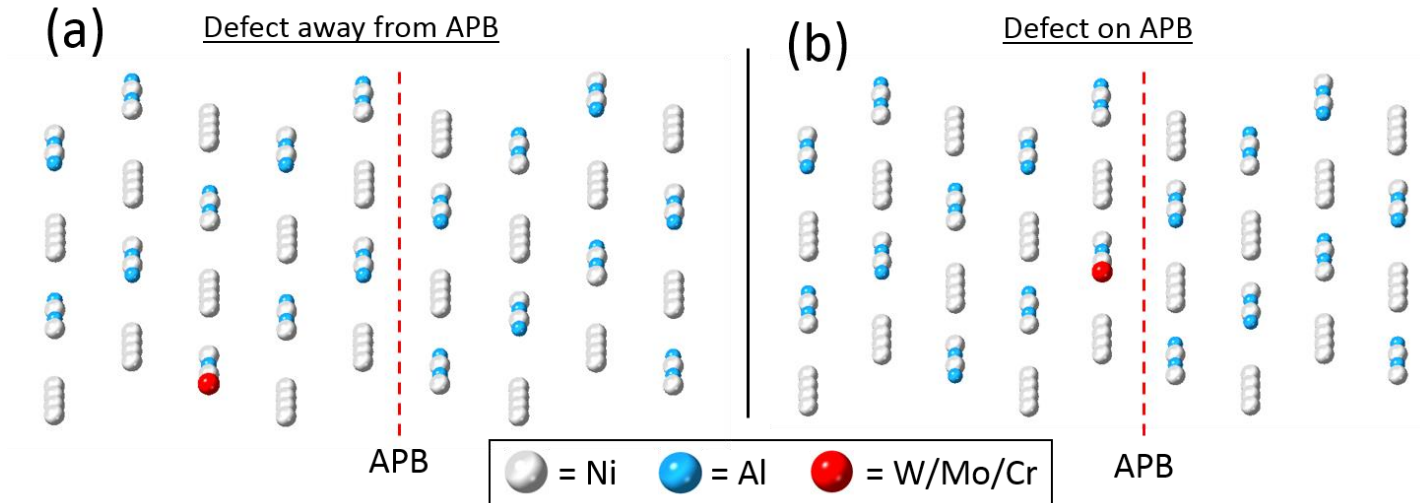 (a)
Defect away from APB
(b)
Defect on APB
APB
APB
= Ni
= Al
= W/Mo/Cr